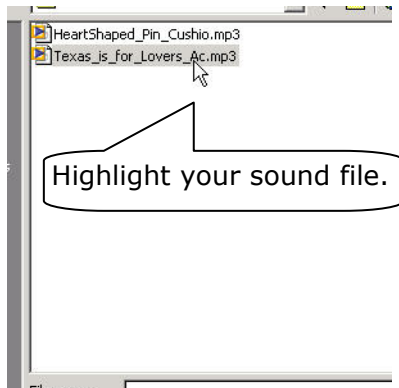 HeartShaped_Pin_Cushio.mp3
Texas_is_for_Lovers_Ac.mp3
Highlight your sound file.